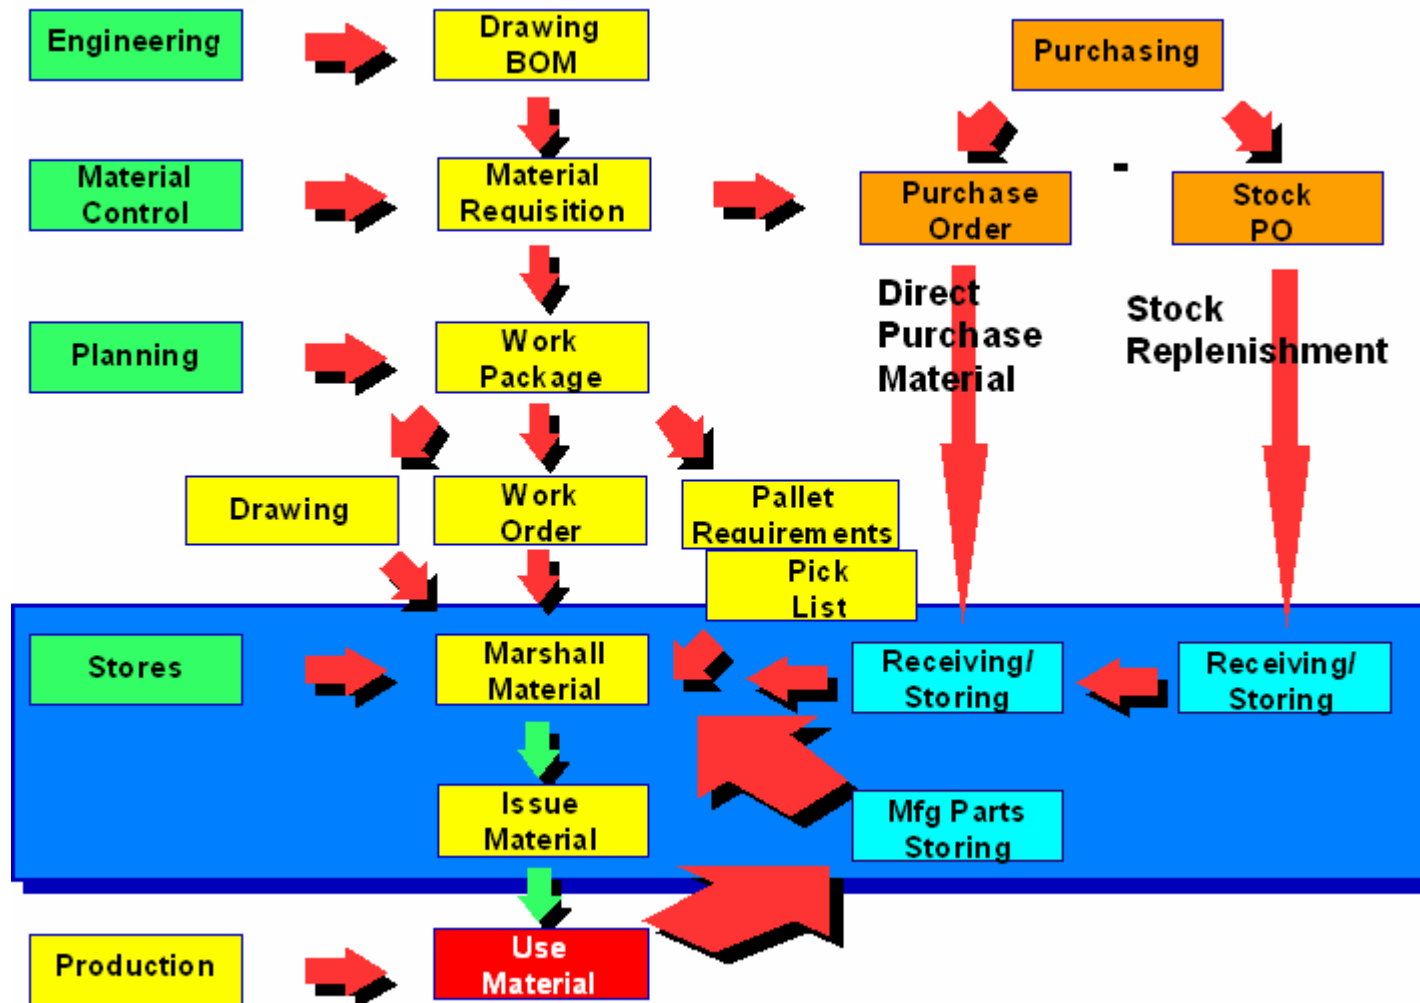 Engineering
Drawing
BOM
Purchasing
Material
Control
Material
Requisition
Purchase
Order
-
Stock
PO
Direct
Purchase
Material
Stock
Replenishment
Planning
Work
Package
Drawing
Work
Order
Pallet
Requirements
Pick
List
Stores
Marshall
Material
Receiving/
Storing
Receiving/
Storing
Issue
Material
Mfg Parts
Storing
Production
Use
Material